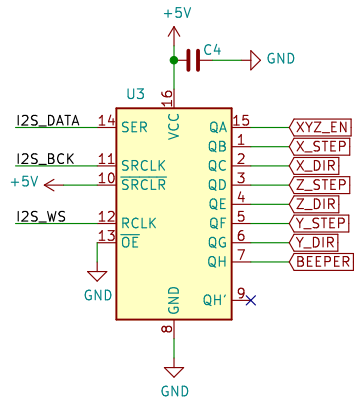 +5V
C4
GND
U3
16
VCC
I2S_DATA 14 SER QA 15 XYZ_EN
QB 1 X_STEP
I2S_BCK 11 SRCLK QC 2 X_DIR
+5V 10 SRCLR QD 3 Z_STEP
QE 4 Z_DIR
I2S_WS 12 RCLK QF 5 Y_STEP
13 OE QG 6 Y_DIR
QH 7 BEEPER
GND
QH' 9
GND
8
GND